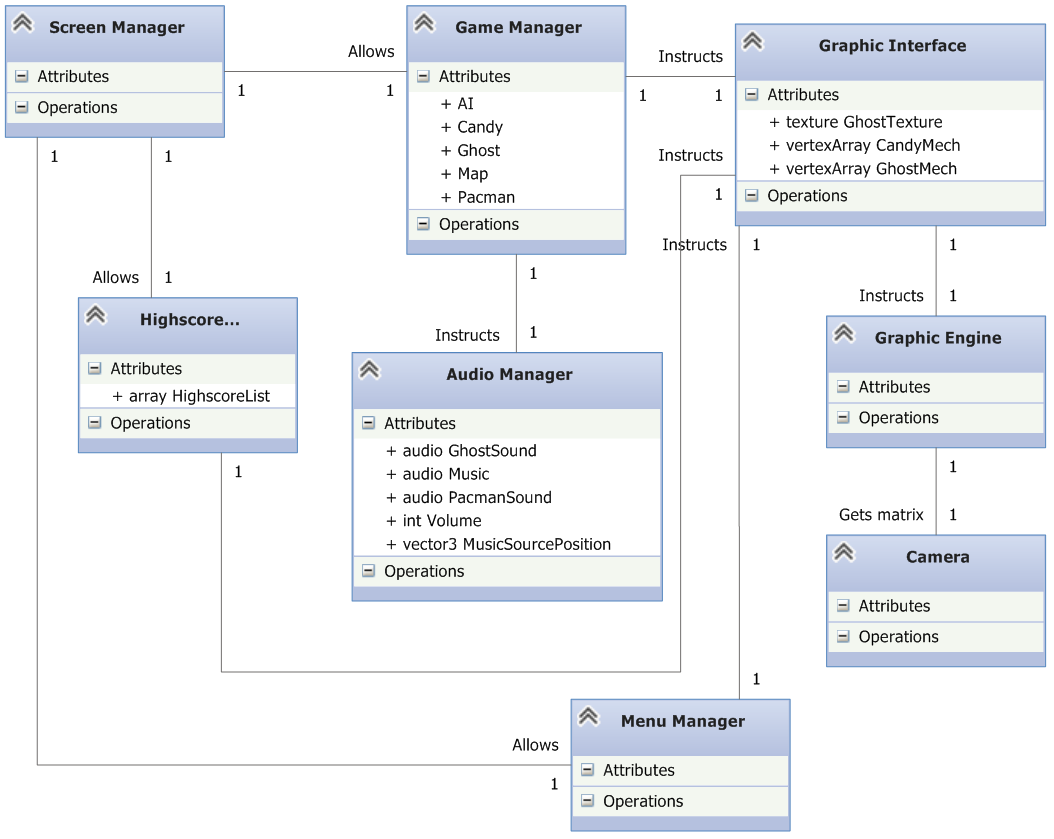 Screen Manager
Attributes
Operations
1
1
Allows
1
1
Game Manager
Attributes
+ AI
+ Candy
+ Ghost
+ Map
+ Pacman
Operations
Instructs
1
1
Graphic Interface
Attributes
+ texture GhostTexture
+ vertexArray CandyMech
+ vertexArray GhostMech
Operations
Instructs
1
Instructs
1
1
Instructs
1
1
Instructs
1
Allows
1
Highscore...
Attributes
+ array HighscoreList
Operations
1
Audio Manager
Attributes
+ audio GhostSound
+ audio Music
+ audio PacmanSound
+ int Volume
+ vector3 MusicSourcePosition
Operations
Graphic Engine
Attributes
Operations
1
Gets matrix
1
Camera
Attributes
Operations
1
Allows
1
Menu Manager
Attributes
Operations